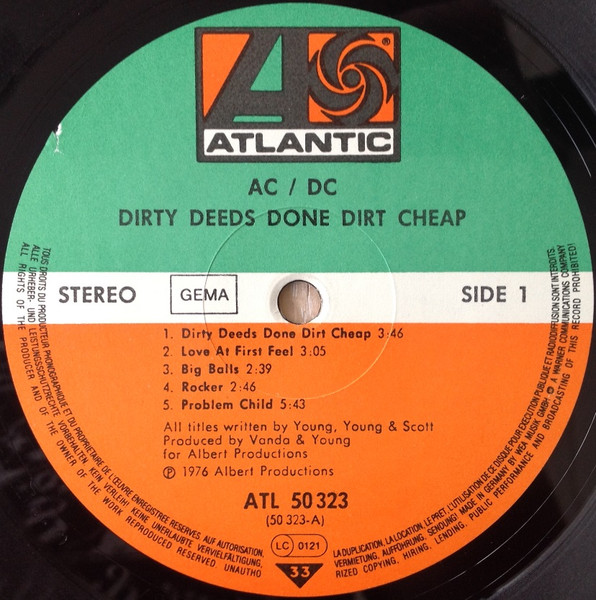 ATLANTIC
®
AC / DC
DIRTY DEEDS DONE DIRT CHEAP
STEREO
GEMA
SIDE 1
1. Dirty Deeds Done Dirt Cheap 3:46
2. Love At First Feel 3:05
3. Big Balls 2:39
4. Rocker 2:46
5. Problem Child 5:43
All titles written by Young, Young & Scott
Produced by Vanda & Young
for Albert Productions
Ⓟ 1976 Albert Productions
ATL 50 323
(50 323-A)
LC 0121
33
TOUS DROITS DU PRODUCTEUR PHONOGRAPHIQUE ET DU PROPRIETAIRE DE L'ŒUVRE ENREGISTREE RESERVES. SAUF AUTORISATION,
LA DUPLICATION, LA LOCATION, LE PRET, L'UTILISATION DE CE DISQUE POUR EXECUTION PUBLIQUE ET RADIODIFFUSION SONT INTERDITS.
ALLE URHEBER- UND LEISTUNGSSCHUTZRECHTE VORBEHALTEN. KEIN VERLEIH! KEINE UNERLAUBTE VERVIELFÄLTIGUNG,
VERMIETUNG, AUFFÜHRUNG, SENDUNG! MADE IN GERMANY BY WEA MUSIK GMBH. A WARNER COMMUNICATIONS COMPANY
ALL RIGHTS OF THE PRODUCER AND OF THE OWNER OF THE WORK REPRODUCED RESERVED. UNAUTHO
RIZED COPYING, HIRING, LENDING, PUBLIC PERFORMANCE AND BROADCASTING OF THIS RECORD PROHIBITED!